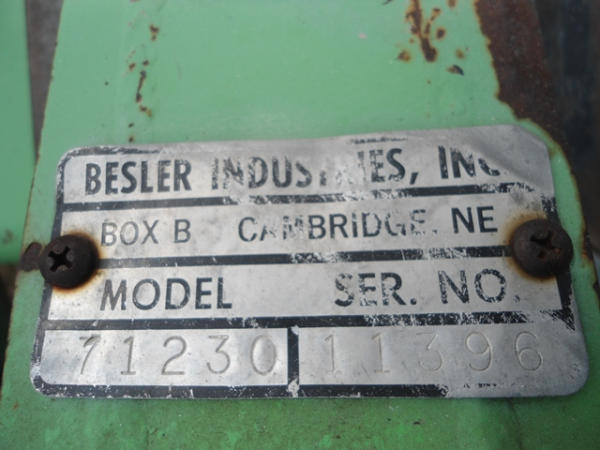 BESLER INDUSTRIES, INC.
BOX B CAMBRIDGE, NE
MODEL SER. NO.
71230 11396